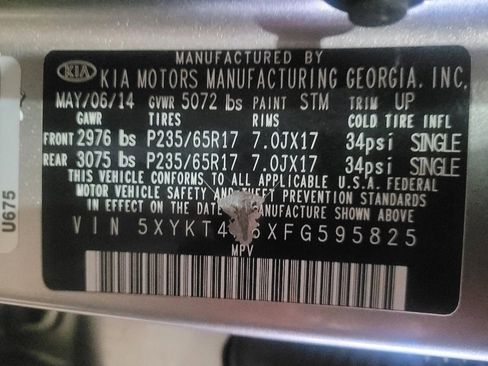 MANUFACTURED BY
KIA KIA MOTORS MANUFACTURING GEORGIA, INC.
MAY/06/14 GVWR 5072 lbs PAINT STM TRIM UP
GAWR TIRES RIMS COLD TIRE INFL
FRONT 2976 lbs P235/65R17 7.0JX17 34psi SINGLE
REAR 3075 lbs P235/65R17 7.0JX17 34psi SINGLE
THIS VEHICLE CONFORMS TO ALL APPLICABLE U.S.A. FEDERAL
MOTOR VEHICLE SAFETY AND THEFT PREVENTION STANDARDS
IN EFFECT ON THE DATE OF MANUFACTURE SHOWN ABOVE
VIN
MPV
U675